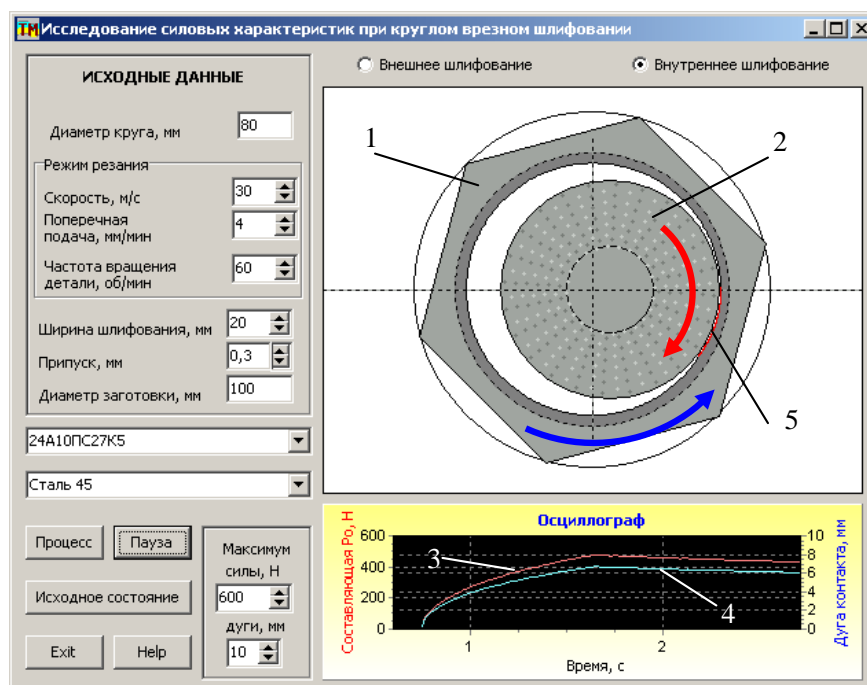 ТМ Исследование силовых характеристик при круглом врезном шлифовании
ИСХОДНЫЕ ДАННЫЕ
Диаметр круга, мм 80
Режим резания
Скорость, м/с 30
Поперечная
подача, мм/мин 4
Частота вращения
детали, об/мин 60
Ширина шлифования, мм 20
Припуск, мм 0,3
Диаметр заготовки, мм 100
24А10ПС27К5
Сталь 45
Процесс Пауза
Исходное состояние
Exit Help
Максимум
силы, Н
600
дуги, мм
10
Внешнее шлифование Внутреннее шлифование
1
2
5
Осциллограф
Составляющая Ро, Н
600
400
200
0
3
4
10
8
6
4
2
0
Дуга контакта, мм
1 2
Время, с